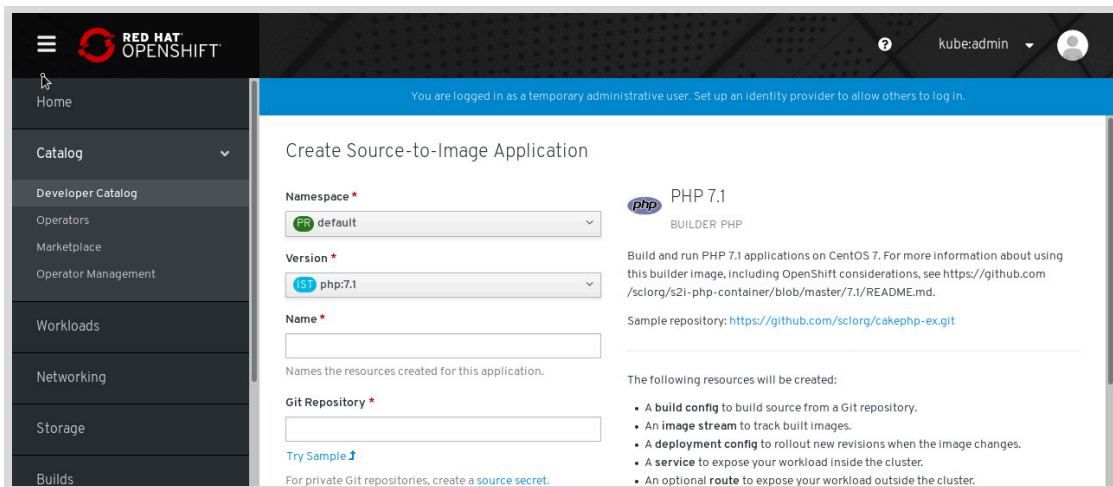 RED HAT
OPENSHIFT
kube:admin
You are logged in as a temporary administrative user. Set up an identity provider to allow others to log in.
Home
Catalog
Developer Catalog
Operators
Marketplace
Operator Management
Workloads
Networking
Storage
Builds
Create Source-to-Image Application
Namespace *
PR default
Version *
IST php:7.1
Name *
Names the resources created for this application.
Git Repository *
Try Sample
For private Git repositories, create a source secret.
php
PHP 7.1
BUILDER PHP
Build and run PHP 7.1 applications on CentOS 7. For more information about using
this builder image, including OpenShift considerations, see https://github.com
/sclorg/s2i-php-container/blob/master/7.1/README.md.
Sample repository: https://github.com/sclorg/cakephp-ex.git
The following resources will be created:
• A build config to build source from a Git repository.
• An image stream to track built images.
• A deployment config to rollout new revisions when the image changes.
• A service to expose your workload inside the cluster.
• An optional route to expose your workload outside the cluster.